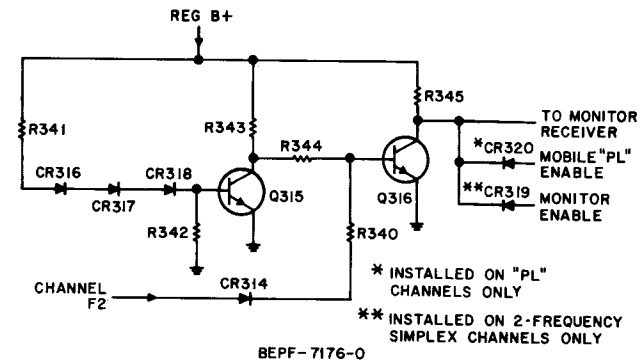 REG B+
R341
R343
R345
R344
TO MONITOR
RECEIVER
CR316
CR317
CR318
*CR320
MOBILE "PL"
ENABLE
Q315
Q316
**CR319
MONITOR
ENABLE
R342
R340
CHANNEL
F2
CR314
* INSTALLED ON "PL"
CHANNELS ONLY
** INSTALLED ON 2-FREQUENCY
SIMPLEX CHANNELS ONLY
BEPF-7176-O